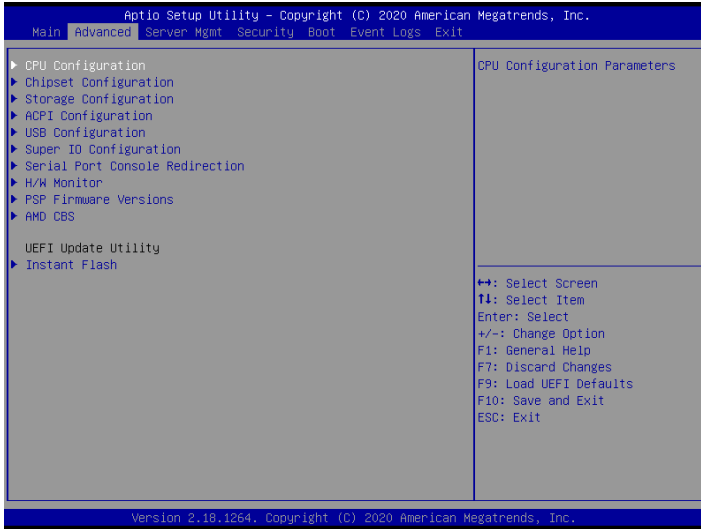 Aptio Setup Utility – Copyright (C) 2020 American Megatrends, Inc.
Main Advanced Server Mgmt Security Boot Event Logs Exit
▶ CPU Configuration
▶ Chipset Configuration
▶ Storage Configuration
▶ ACPI Configuration
▶ USB Configuration
▶ Super IO Configuration
▶ Serial Port Console Redirection
▶ H/W Monitor
▶ PSP Firmware Versions
▶ AMD CBS
UEFI Update Utility
▶ Instant Flash
CPU Configuration Parameters
↔: Select Screen
↑↓: Select Item
Enter: Select
+/-: Change Option
F1: General Help
F7: Discard Changes
F9: Load UEFI Defaults
F10: Save and Exit
ESC: Exit
Version 2.18.1264. Copyright (C) 2020 American Megatrends, Inc.